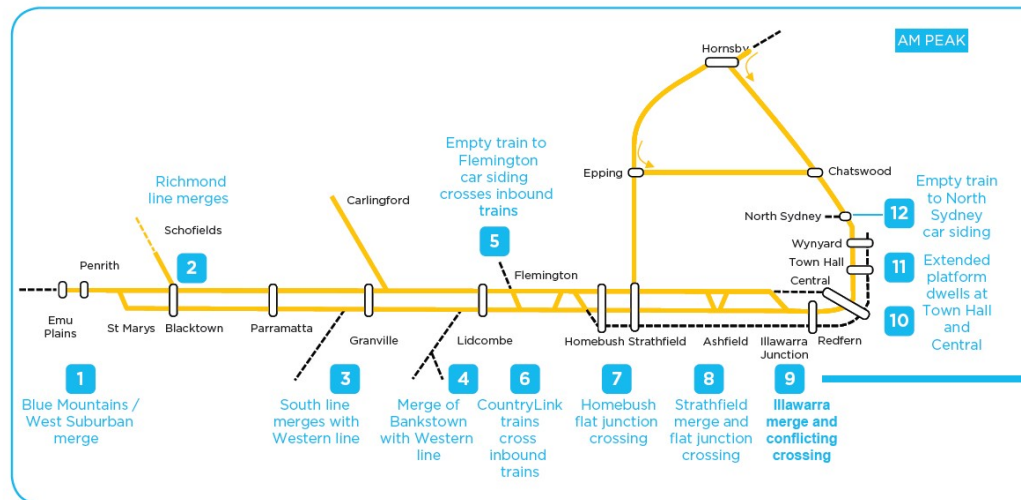 AM PEAK
Hornsby
Empty train to
Flemington
car siding
crosses inbound
trains
5
Richmond
line merges
Schofields
2
Carlingford
Epping
Chatswood
North Sydney
12
Empty train
to North
Sydney
car siding
Wynyard
Town Hall
Central
11
10
Extended
platform
dwells at
Town Hall
and
Central
Penrith
Flemington
Emu
Plains
St Marys
Blacktown
Parramatta
Granville
Lidcombe
Homebush
Strathfield
Ashfield
Illawarra
Junction
Redfern
1
Blue Mountains /
West Suburban
merge
3
South line
merges with
Western line
4
Merge of
Bankstown
with Western
line
6
CountryLink
trains
cross
inbound
trains
7
Homebush
flat junction
crossing
8
Strathfield
merge and
flat junction
crossing
9
Illawarra
merge and
conflicting
crossing